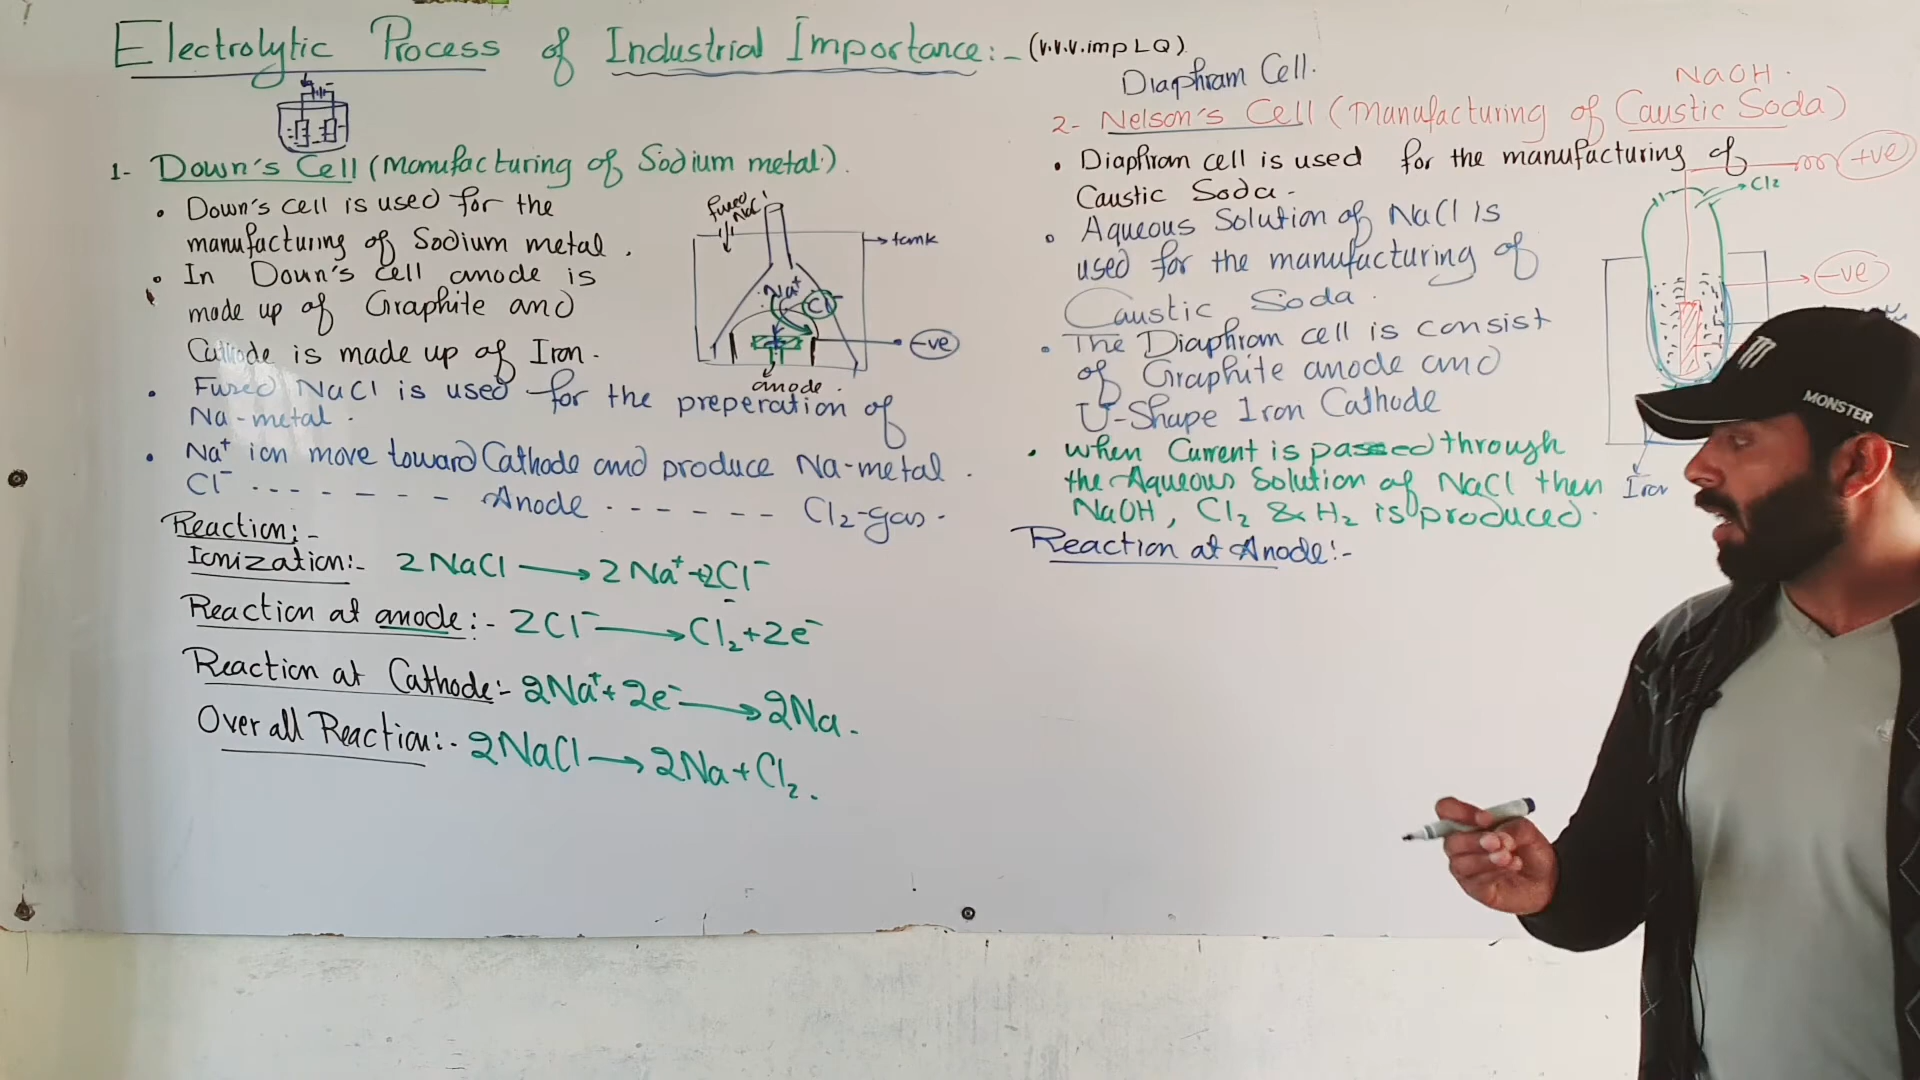 Electrolytic Process of Industrial Importance:- (v.v.v.imp LQ)
1- Down's Cell (Manufacturing of Sodium metal).
• Down's cell is used for the
manufacturing of Sodium metal.
• In Down's cell anode is
made up of Graphite and
Cathode is made up of Iron.
• Fused NaCl is used for the preperation of
Na-metal.
• Na⁺ ion move toward Cathode and produce Na-metal.
Cl⁻ - - - - - - - Anode - - - - - - Cl₂-gas.
Reaction:-
Ionization:- 2NaCl → 2Na⁺+2Cl⁻
Reaction at anode:- 2Cl⁻ → Cl₂+2e⁻
Reaction at Cathode:- 2Na⁺+2e⁻ → 2Na.
Over all Reaction:- 2NaCl → 2Na+Cl₂.
fused NaCl
→ tank
Na⁺
Cl⁻
-ve
anode.
Diaphram Cell.
NaOH.
2- Nelson's Cell (Manufacturing of Caustic Soda)
• Diaphram cell is used for the manufacturing of
Caustic Soda-
• Aqueous Solution of NaCl is
used for the manufacturing of
Caustic Soda.
• The Diaphram cell is consist
of Graphite anode and
U-Shape Iron Cathode
• when Current is passed through
the Aqueous Solution of NaCl then
NaOH, Cl₂ & H₂ is produced.
Reaction at Anode:-
+ve
Cl₂
-ve
Iron
MONSTER